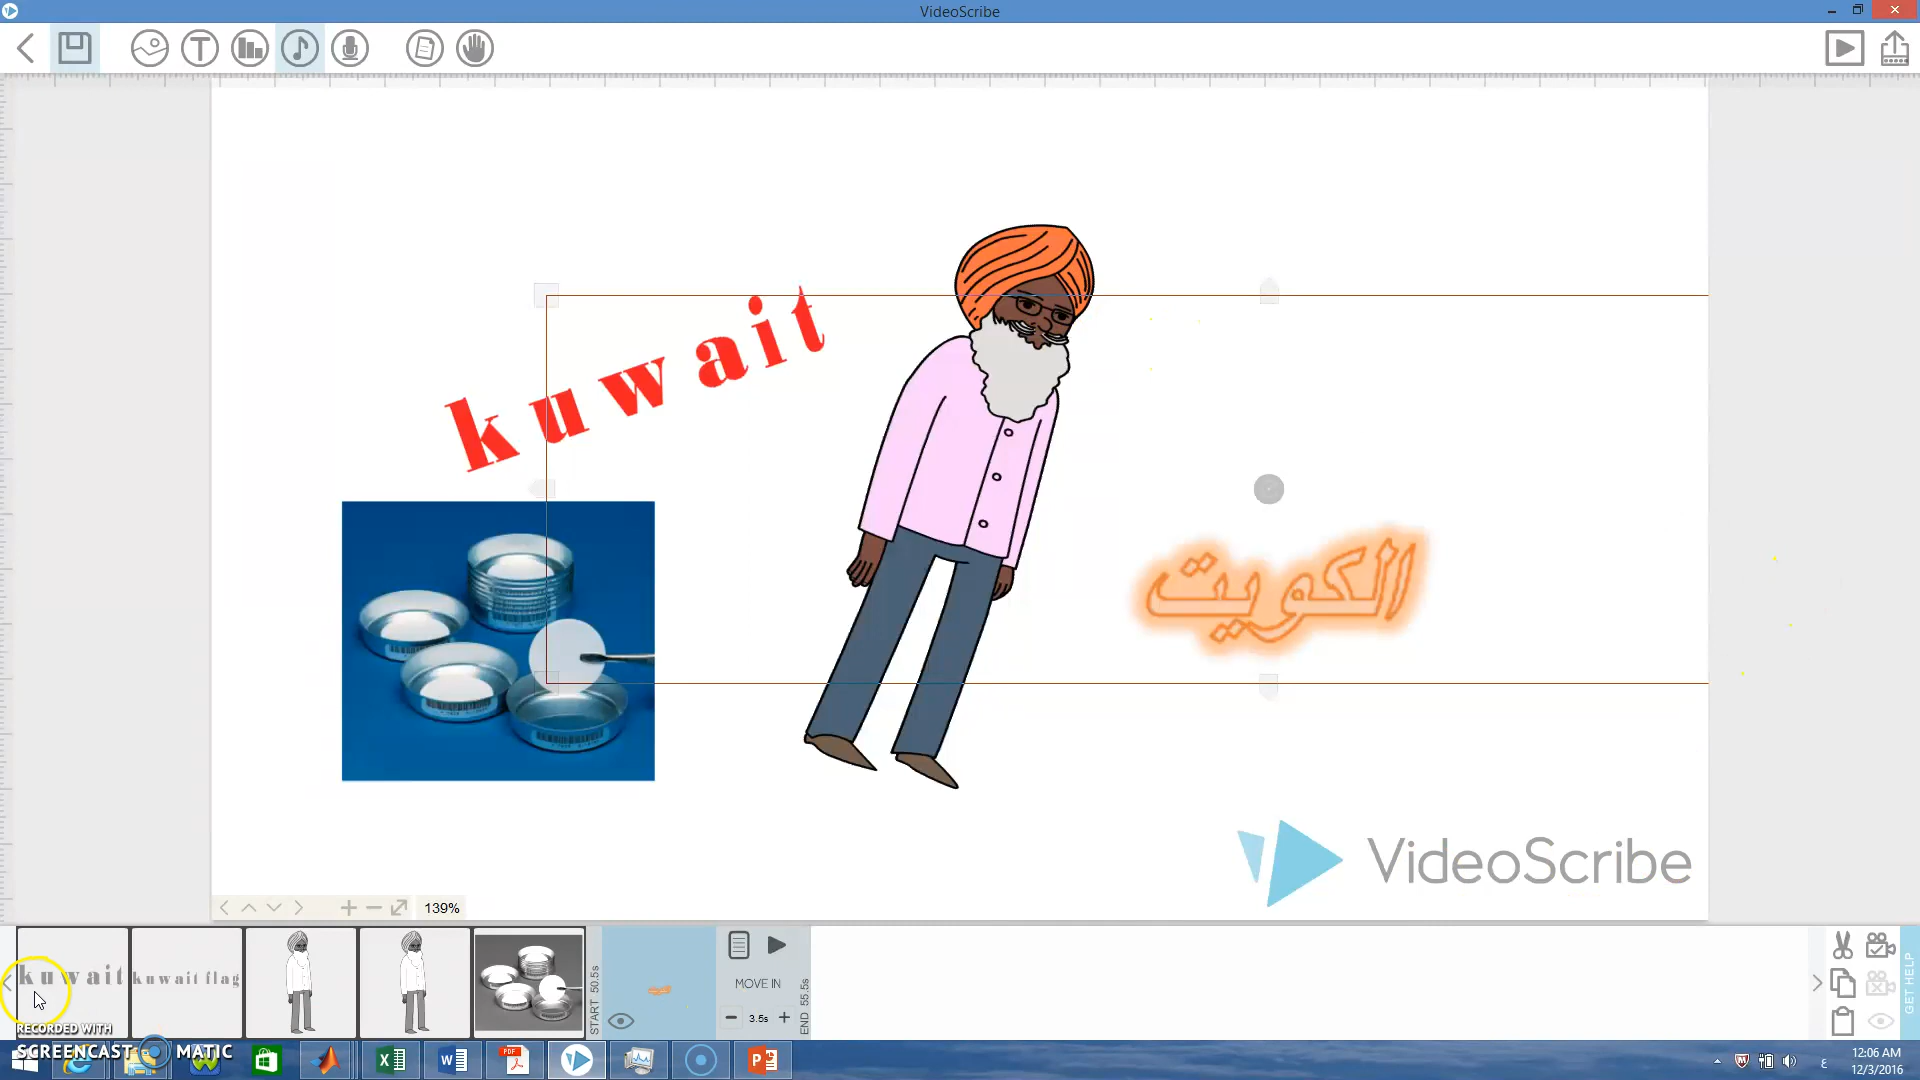 VideoScribe
kuwait
الكويت
VideoScribe
139%
kuwait
kuwait flag
START 50.5s
MOVE IN
3.5s
END 55.5s
GET HELP
RECORDED WITH
SCREENCAST MATIC
12:06 AM
12/3/2016